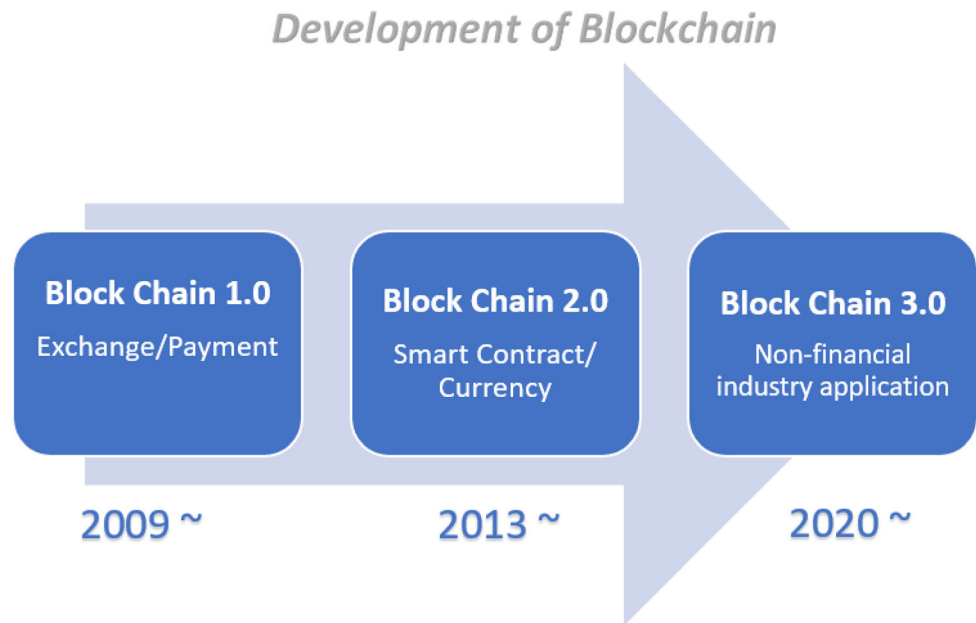 Development of Blockchain
Block Chain 1.0
Exchange/Payment
Block Chain 2.0
Smart Contract/
Currency
Block Chain 3.0
Non-financial
industry application
2009 ~
2013 ~
2020 ~